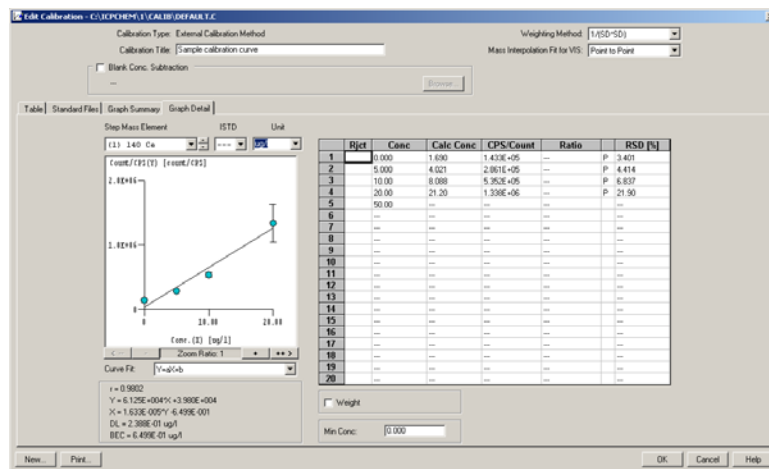 Edit Calibration - C:\ICPCHEM\1\CALIB\DEFAULT.C
Calibration Type: External Calibration Method
Weighting Method: 1/(SD*SD)
Calibration Title: Sample calibration curve
Mass Interpolation Fit for VIS: Point to Point
Blank Conc. Subtraction
---
Browse...
Table Standard Files Graph Summary Graph Detail
Step Mass Element ISTD Unit
(1) 140 Ce --- ug/l
Count/CPS(Y) [count/CPS]
2.0E+06
1.0E+06
0
0 10.00 20.00
Conc.(X) [ug/l]
Zoom Ratio: 1
Curve Fit: Y=aX+b
r = 0.9802
Y = 6.125E+004*X +3.980E+004
X = 1.633E-005*Y -6.499E-001
DL = 2.388E-01 ug/l
BEC = 6.499E-01 ug/l
Rjct Conc Calc Conc CPS/Count Ratio RSD [%]
1 0.000 1.690 1.433E+05 --- P 3.401
2 5.000 4.021 2.861E+05 --- P 4.414
3 10.00 8.088 5.352E+05 --- P 6.837
4 20.00 21.20 1.338E+06 --- P 21.90
5 50.00 --- --- --- ---
6 --- --- --- --- ---
7 --- --- --- --- ---
8 --- --- --- --- ---
9 --- --- --- --- ---
10 --- --- --- --- ---
11 --- --- --- --- ---
12 --- --- --- --- ---
13 --- --- --- --- ---
14 --- --- --- --- ---
15 --- --- --- --- ---
16 --- --- --- --- ---
17 --- --- --- --- ---
18 --- --- --- --- ---
19 --- --- --- --- ---
20 --- --- --- --- ---
Weight
Min Conc: 0.000
New... Print... OK Cancel Help